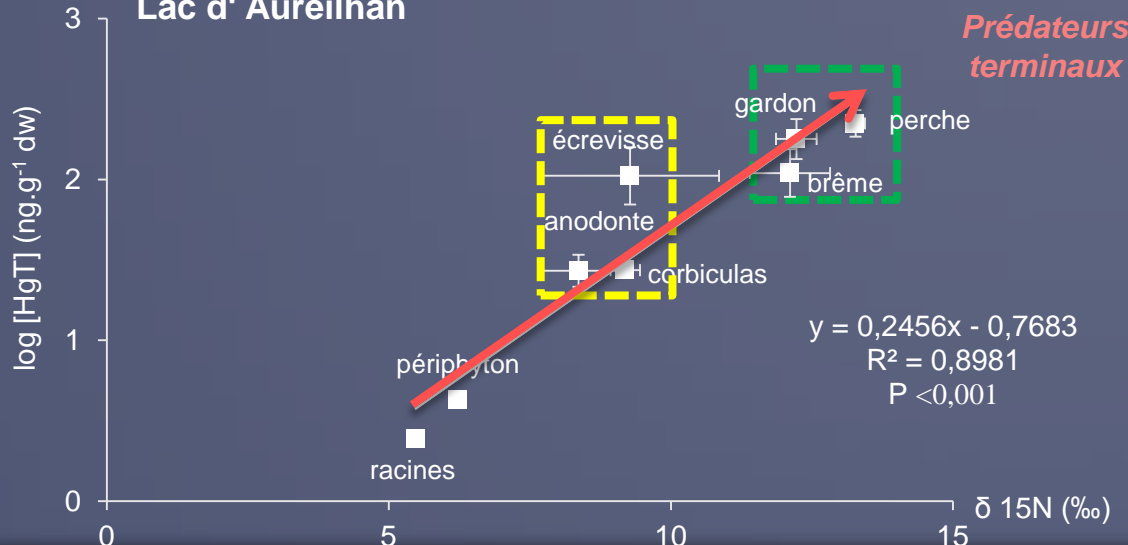 Lac d' Aureilhan
3
Prédateurs
terminaux
log [HgT] (ng.g⁻¹ dw)
gardon
perche
écrevisse
2
brême
anodonte
corbiculas
y = 0,2456x - 0,7683
R² = 0,8981
P <0,001
1
périphyton
racines
0
δ 15N (‰)
0
5
10
15